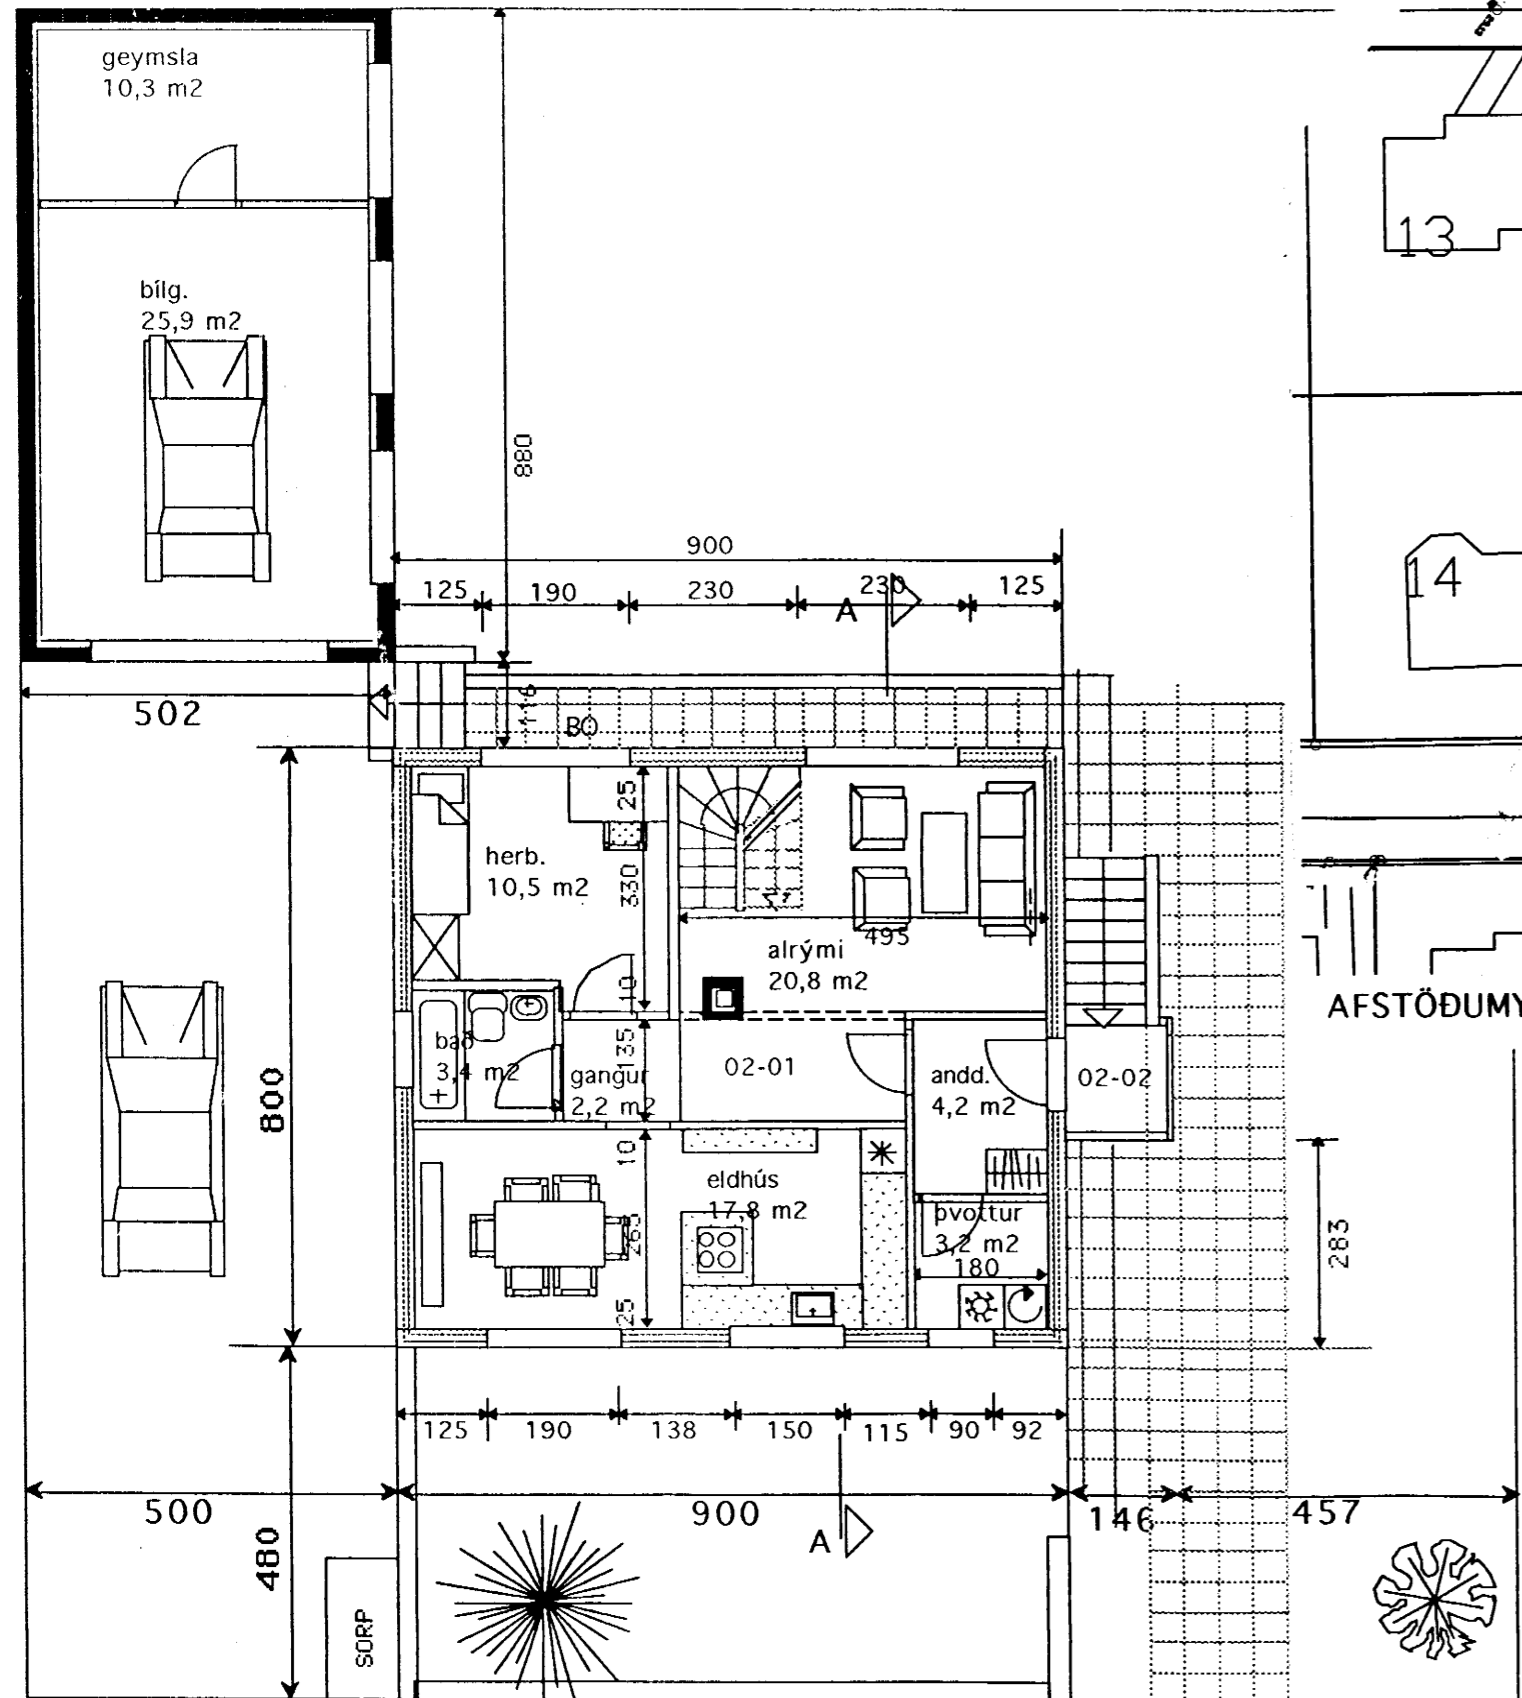 geymsla
10,3 m2
13
bílg.
25,9 m2
880
14
900
125 190 230 230 125
A
502
116
BO
25
herb.
10,5 m2
330
495
alrými
20,8 m2
10
AFSTÖÐUMY
bað
3,4 m2
135
gangur
2,2 m2
02-01
andd.
4,2 m2
02-02
800
10
eldhús
17,8 m2
þvottur
3,2 m2
180
265
25
283
125 190 138 150 115 90 92
500 900 146 457
A
480
SORP